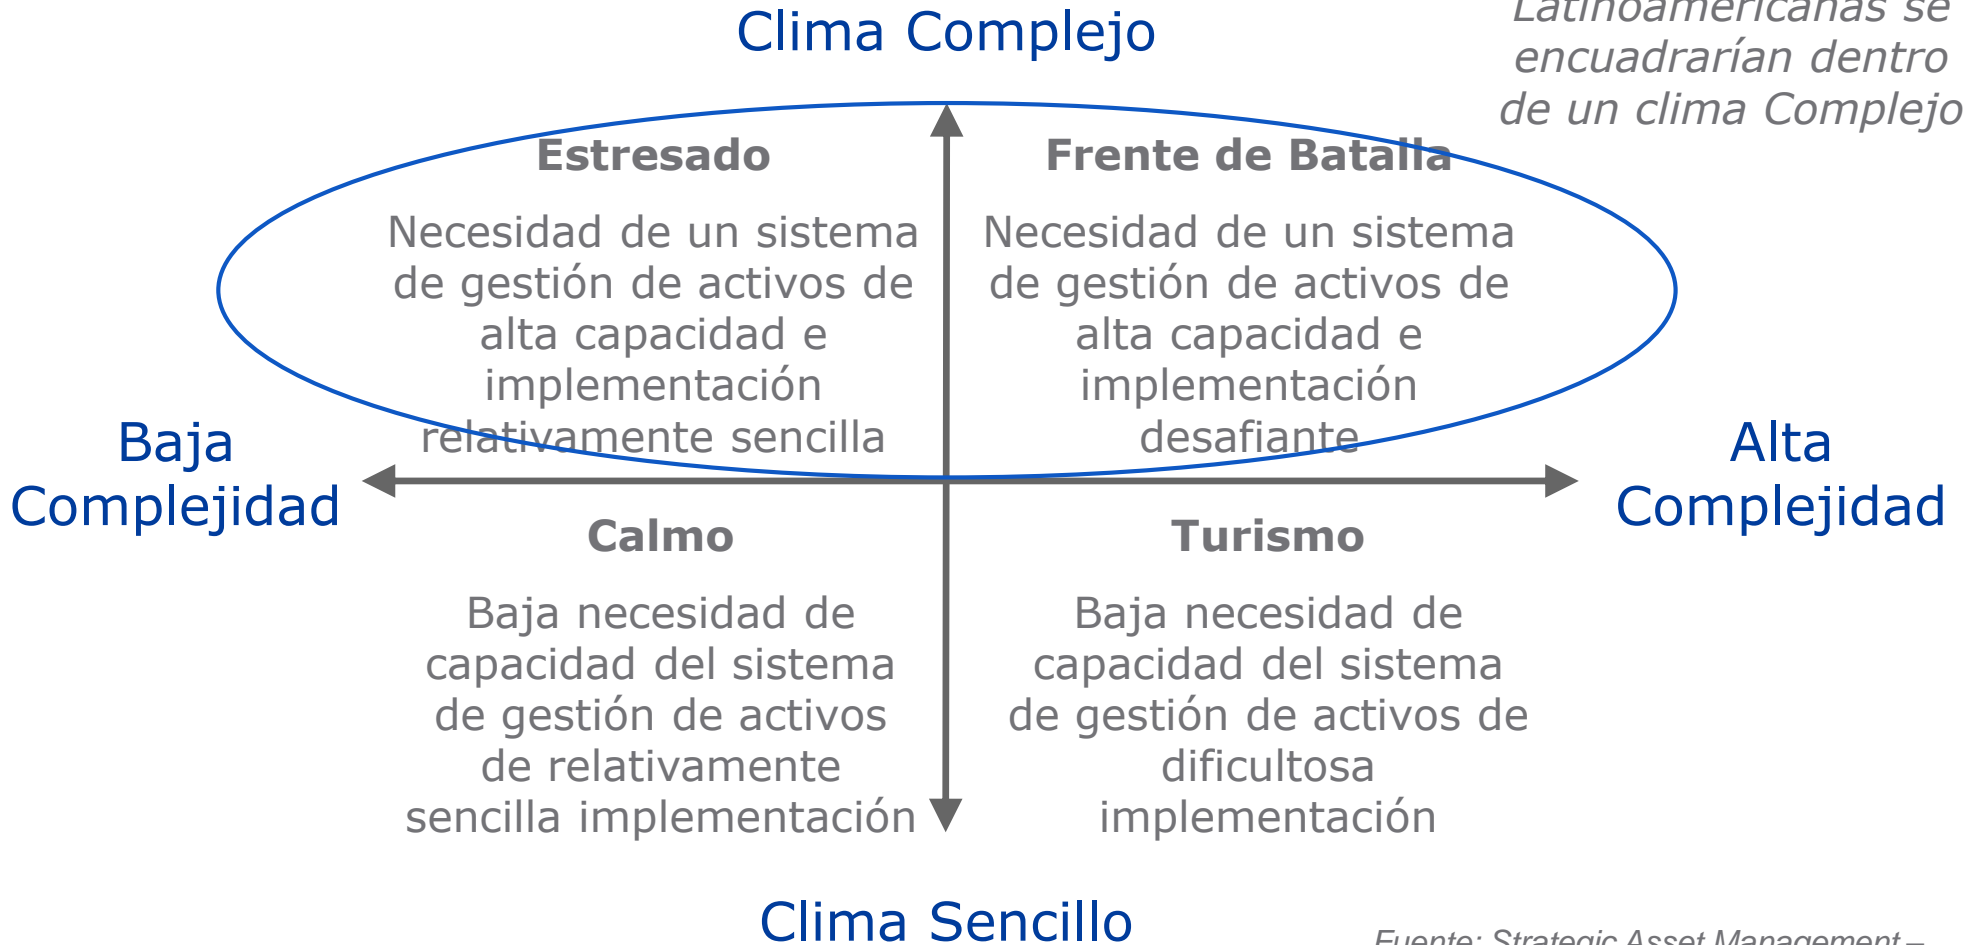 Clima Complejo
Latinoamericanas se
encuadrarían dentro
de un clima Complejo
Estresado
Necesidad de un sistema
de gestión de activos de
alta capacidad e
implementación
relativamente sencilla
Frente de Batalla
Necesidad de un sistema
de gestión de activos de
alta capacidad e
implementación
desafiante
Baja
Complejidad
Alta
Complejidad
Calmo
Baja necesidad de
capacidad del sistema
de gestión de activos
de relativamente
sencilla implementación
Turismo
Baja necesidad de
capacidad del sistema
de gestión de activos de
dificultosa
implementación
Clima Sencillo
Fuente: Strategic Asset Management –